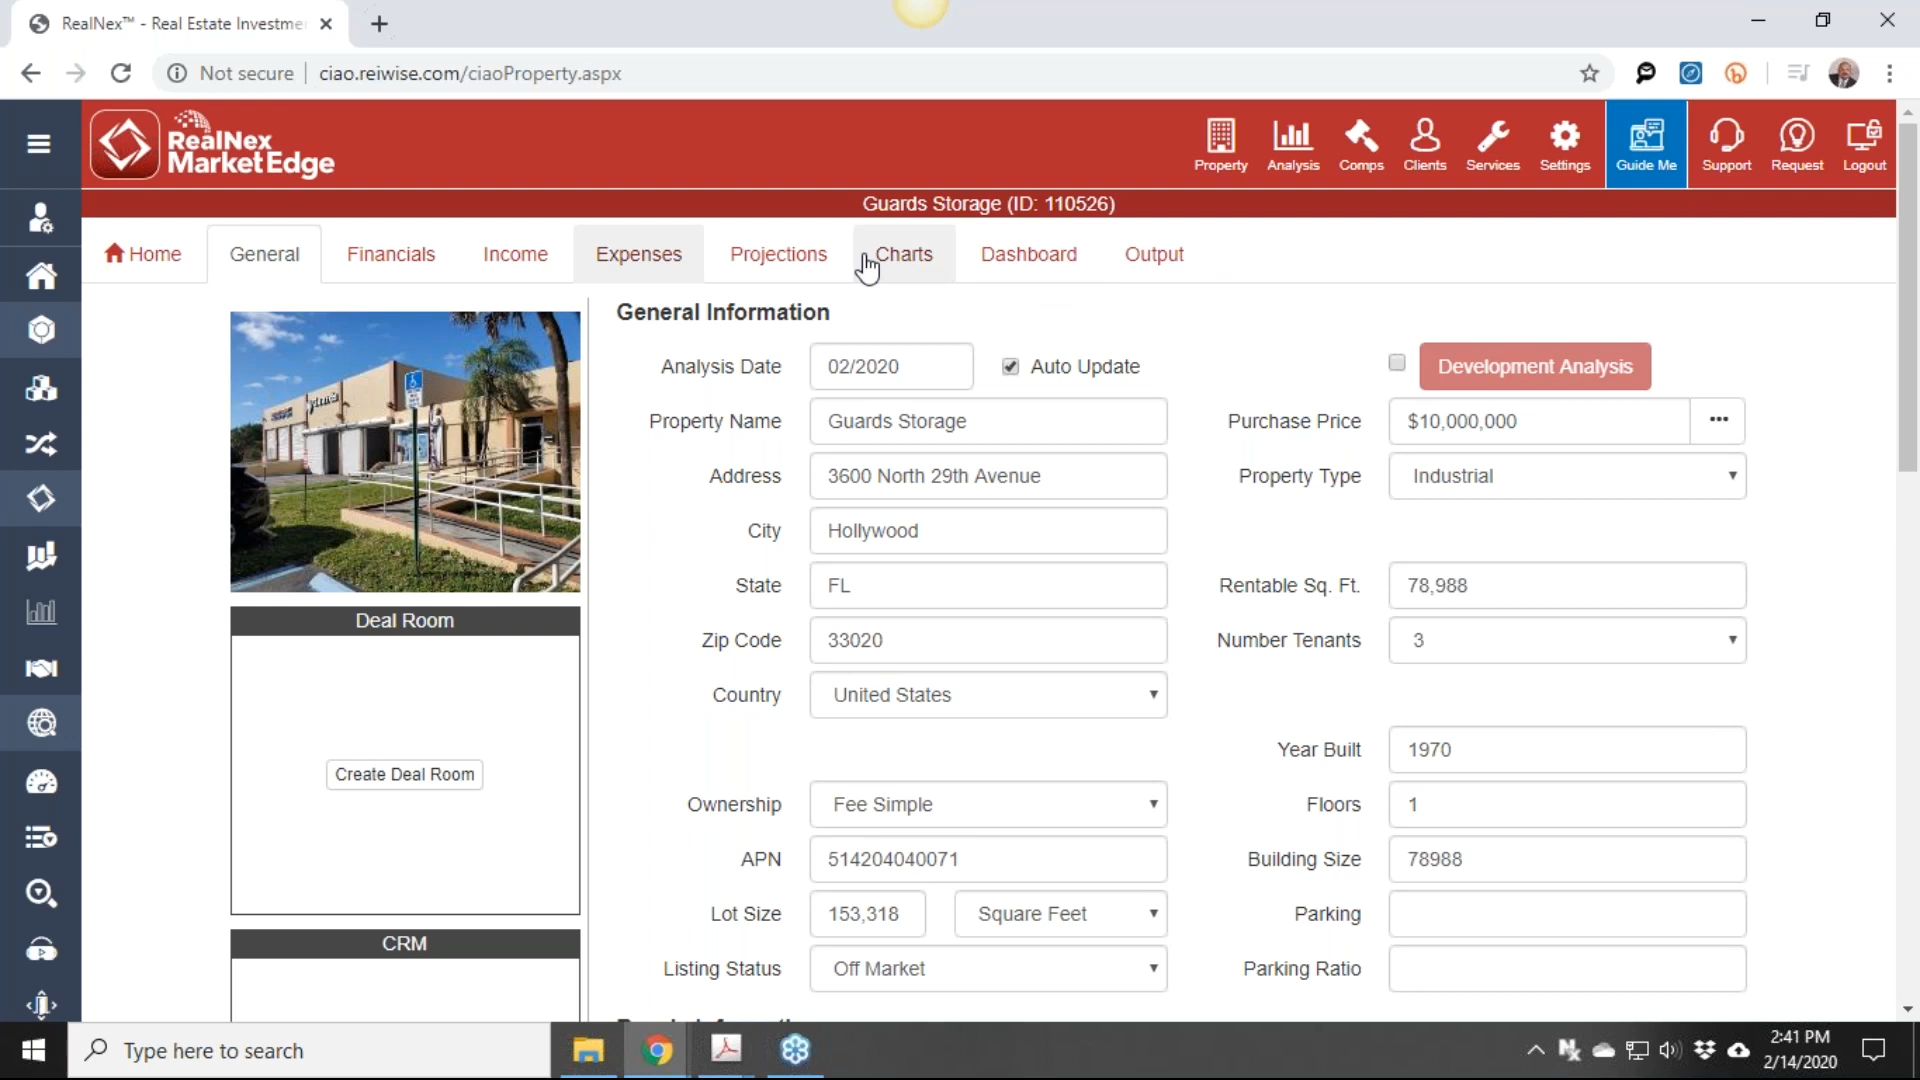 RealNex™ - Real Estate Investme
Not secure
ciao.reiwise.com/ciaoProperty.aspx
RealNex
MarketEdge
Property
Analysis
Comps
Clients
Services
Settings
Guide Me
Support
Request
Logout
Guards Storage (ID: 110526)
Home
General
Financials
Income
Expenses
Projections
Charts
Dashboard
Output
General Information
Analysis Date
02/2020
Auto Update
Development Analysis
Property Name
Guards Storage
Purchase Price
$10,000,000
Address
3600 North 29th Avenue
Property Type
Industrial
City
Hollywood
State
FL
Rentable Sq. Ft.
78,988
Zip Code
33020
Number Tenants
3
Country
United States
Year Built
1970
Ownership
Fee Simple
Floors
1
APN
514204040071
Building Size
78988
Lot Size
153,318
Square Feet
Parking
Listing Status
Off Market
Parking Ratio
Deal Room
Create Deal Room
CRM
Type here to search
2:41 PM
2/14/2020